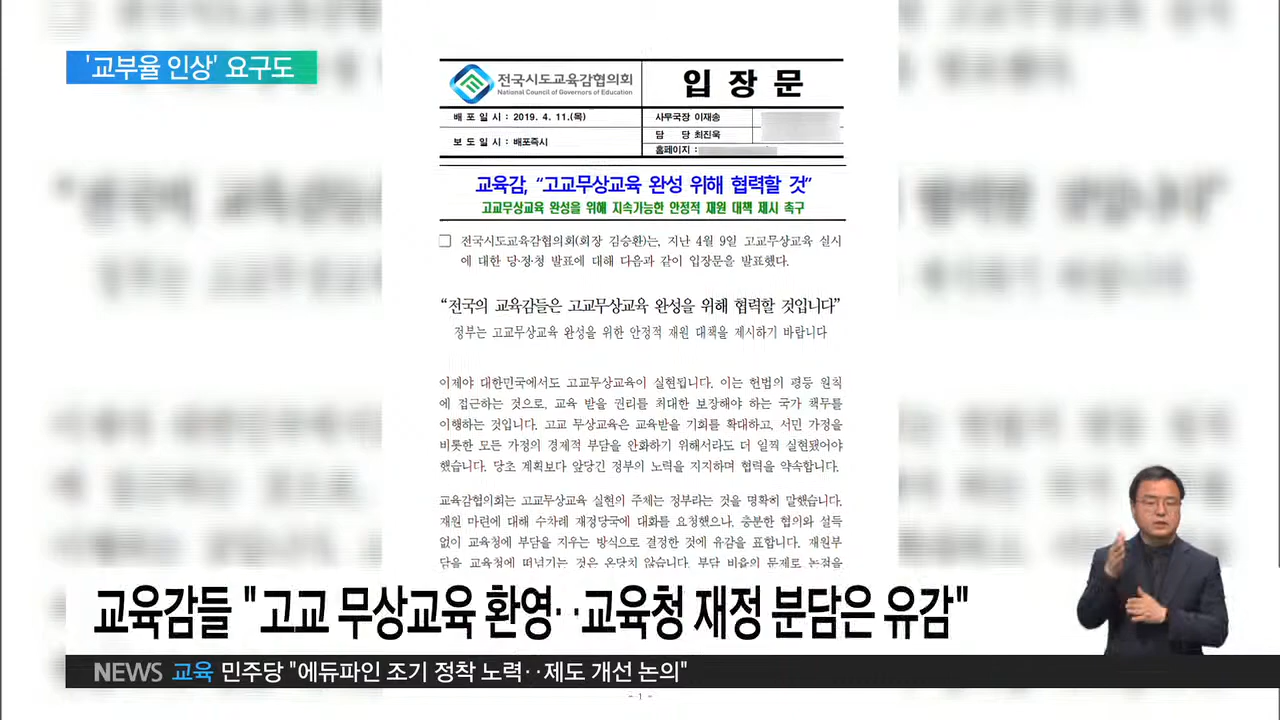 '교부율 인상' 요구도
전국시도교육감협의회
National Council of Governors of Education
입 장 문
배 포 일 시 : 2019. 4. 11.(목)
사무국장 이재송
담 당 최진욱
보 도 일 시 : 배포즉시
홈페이지 :
교육감, “고교무상교육 완성 위해 협력할 것”
고교무상교육 완성을 위해 지속가능한 안정적 재원 대책 제시 촉구
□ 전국시도교육감협의회(회장 김승환)는, 지난 4월 9일 고교무상교육 실시
에 대한 당·정·청 발표에 대해 다음과 같이 입장문을 발표했다.
“전국의 교육감들은 고교무상교육 완성을 위해 협력할 것입니다”
정부는 고교무상교육 완성을 위한 안정적 재원 대책을 제시하기 바랍니다
이제야 대한민국에서도 고교무상교육이 실현됩니다. 이는 헌법의 평등 원칙
에 접근하는 것으로, 교육 받을 권리를 최대한 보장해야 하는 국가 책무를
이행하는 것입니다. 고교 무상교육은 교육받을 기회를 확대하고, 서민 가정을
비롯한 모든 가정의 경제적 부담을 완화하기 위해서라도 더 일찍 실현됐어야
했습니다. 당초 계획보다 앞당긴 정부의 노력을 지지하며 협력을 약속합니다.
교육감협의회는 고교무상교육 실현의 주체는 정부라는 것을 명확히 말했습니다.
재원 마련에 대해 수차례 재정당국에 대화를 요청했으나, 충분한 협의와 설득
없이 교육청에 부담을 지우는 방식으로 결정한 것에 유감을 표합니다. 재원부
담을 교육청에 떠넘기는 것은 온당치 않습니다. 부담 비율의 문제로 논점을
교육감들 "고교 무상교육 환영‥교육청 재정 분담은 유감"
NEWS 교육 민주당 "에듀파인 조기 정착 노력‥제도 개선 논의"
- 1 -